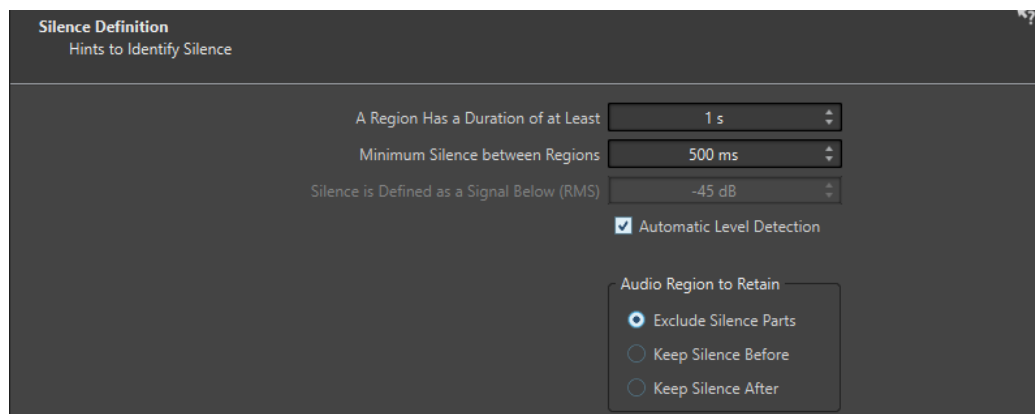 Silence Definition
Hints to Identify Silence
?
A Region Has a Duration of at Least 1 s
Minimum Silence between Regions 500 ms
Silence is Defined as a Signal Below (RMS) -45 dB
Automatic Level Detection
Audio Region to Retain
Exclude Silence Parts
Keep Silence Before
Keep Silence After